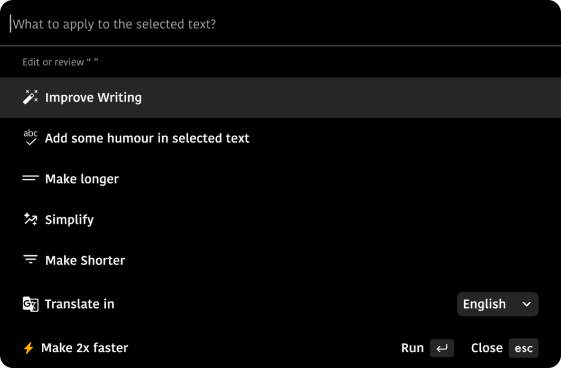 What to apply to the selected text?
Edit or review “ ”
Improve Writing
abc
Add some humour in selected text
Make longer
Simplify
Make Shorter
Translate in English
Make 2x faster Run Close esc